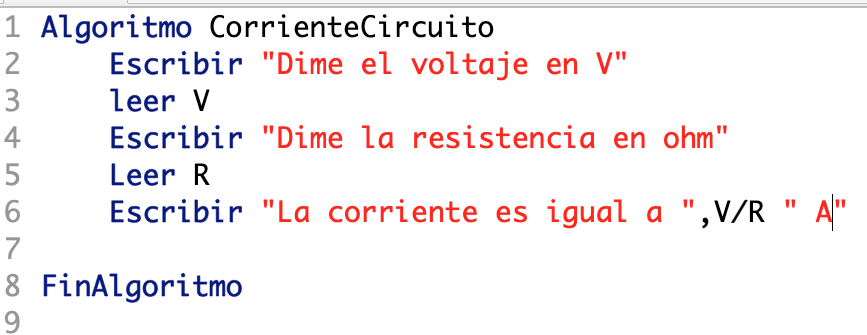 1 Algoritmo CorrienteCircuito
2 Escribir "Dime el voltaje en V"
3 leer V
4 Escribir "Dime la resistencia en ohm"
5 Leer R
6 Escribir "La corriente es igual a ",V/R " A"
7
8 FinAlgoritmo
9